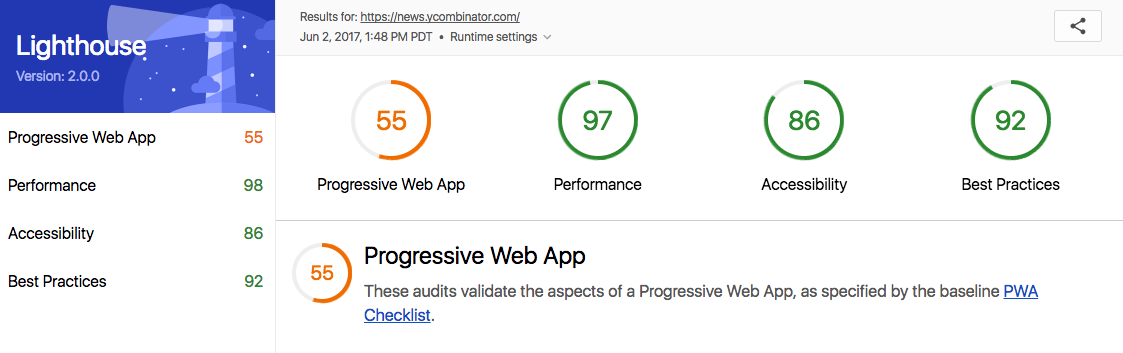 Lighthouse
Version: 2.0.0
Progressive Web App 55
Performance 98
Accessibility 86
Best Practices 92
Results for: https://news.ycombinator.com/
Jun 2, 2017, 1:48 PM PDT • Runtime settings
55 97 86 92
Progressive Web App Performance Accessibility Best Practices
55
Progressive Web App
These audits validate the aspects of a Progressive Web App, as specified by the baseline PWA
Checklist.